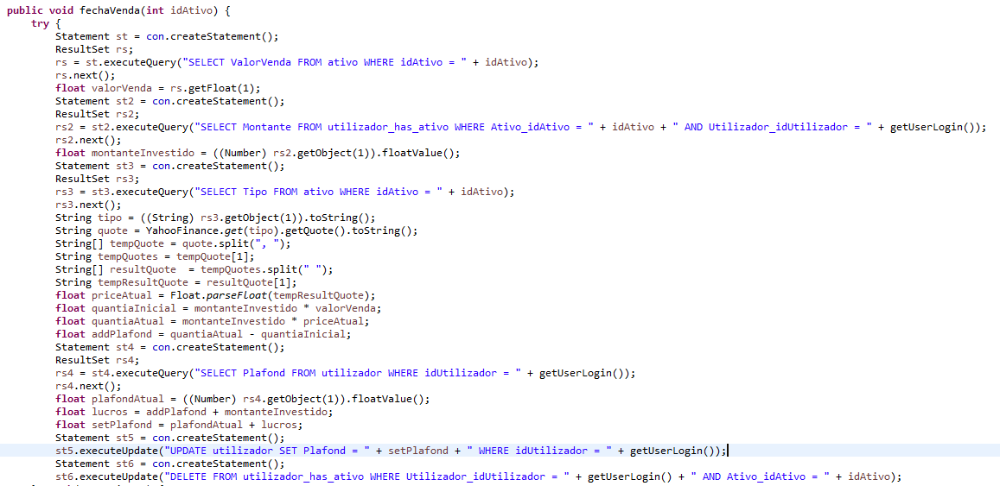 public void fechaVenda(int idAtivo) {
try {
Statement st = con.createStatement();
ResultSet rs;
rs = st.executeQuery("SELECT ValorVenda FROM ativo WHERE idAtivo = " + idAtivo);
rs.next();
float valorVenda = rs.getFloat(1);
Statement st2 = con.createStatement();
ResultSet rs2;
rs2 = st2.executeQuery("SELECT Montante FROM utilizador_has_ativo WHERE Ativo_idAtivo = " + idAtivo + " AND Utilizador_idUtilizador = " + getUserLogin());
rs2.next();
float montanteInvestido = ((Number) rs2.getObject(1)).floatValue();
Statement st3 = con.createStatement();
ResultSet rs3;
rs3 = st3.executeQuery("SELECT Tipo FROM ativo WHERE idAtivo = " + idAtivo);
rs3.next();
String tipo = ((String) rs3.getObject(1)).toString();
String quote = YahooFinance.get(tipo).getQuote().toString();
String[] tempQuote = quote.split(", ");
String tempQuotes = tempQuote[1];
String[] resultQuote  = tempQuotes.split(" ");
String tempResultQuote = resultQuote[1];
float priceAtual = Float.parseFloat(tempResultQuote);
float quantiaInicial = montanteInvestido * valorVenda;
float quantiaAtual = montanteInvestido * priceAtual;
float addPlafond = quantiaAtual - quantiaInicial;
Statement st4 = con.createStatement();
ResultSet rs4;
rs4 = st4.executeQuery("SELECT Plafond FROM utilizador WHERE idUtilizador = " + getUserLogin());
rs4.next();
float plafondAtual = ((Number) rs4.getObject(1)).floatValue();
float lucros = addPlafond + montanteInvestido;
float setPlafond = plafondAtual + lucros;
Statement st5 = con.createStatement();
st5.executeUpdate("UPDATE utilizador SET Plafond = " + setPlafond + " WHERE idUtilizador = " + getUserLogin());
Statement st6 = con.createStatement();
st6.executeUpdate("DELETE FROM utilizador_has_ativo WHERE Utilizador_idUtilizador = " + getUserLogin() + " AND Ativo_idAtivo = " + idAtivo);